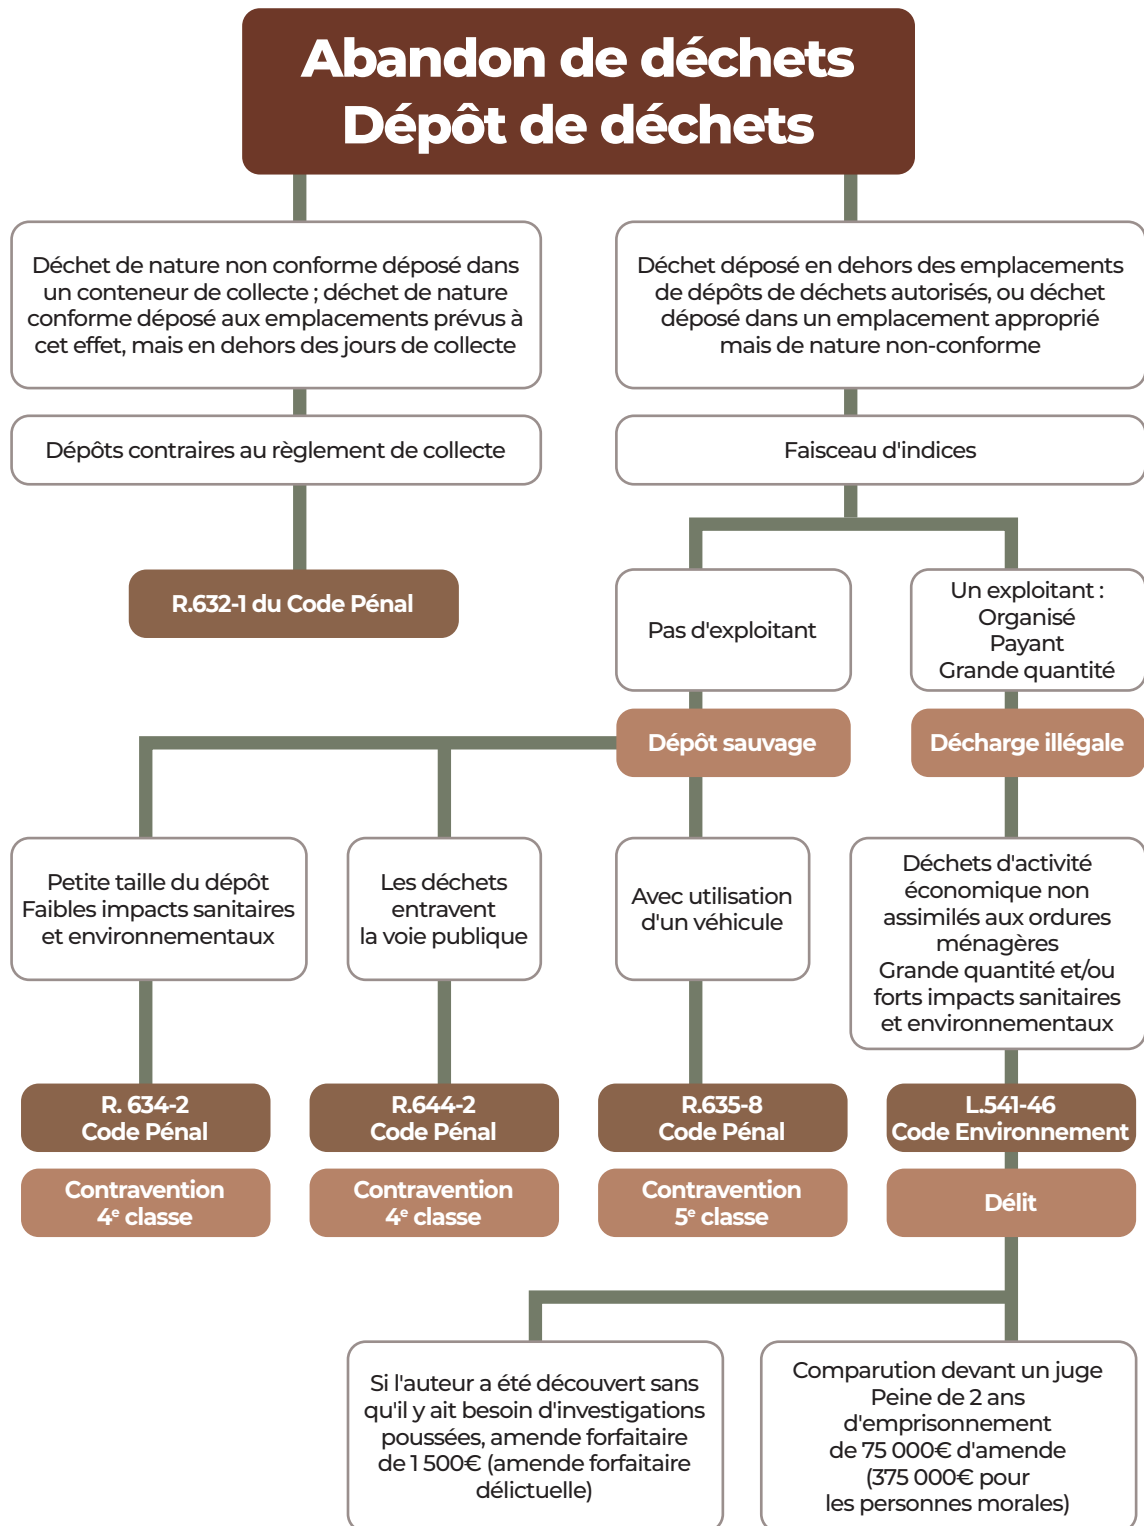 Abandon de déchets
Dépôt de déchets
Déchet de nature non conforme déposé dans
un conteneur de collecte ; déchet de nature
conforme déposé aux emplacements prévus à
cet effet, mais en dehors des jours de collecte
Déchet déposé en dehors des emplacements
de dépôts de déchets autorisés, ou déchet
déposé dans un emplacement approprié
mais de nature non-conforme
Dépôts contraires au règlement de collecte
Faisceau d'indices
R.632-1 du Code Pénal
Pas d'exploitant
Un exploitant :
Organisé
Payant
Grande quantité
Dépôt sauvage
Décharge illégale
Petite taille du dépôt
Faibles impacts sanitaires
et environnementaux
Les déchets
entravent
la voie publique
Avec utilisation
d'un véhicule
Déchets d'activité
économique non
assimilés aux ordures
ménagères
Grande quantité et/ou
forts impacts sanitaires
et environnementaux
R. 634-2
Code Pénal
R.644-2
Code Pénal
R.635-8
Code Pénal
L.541-46
Code Environnement
Contravention
4e classe
Contravention
4e classe
Contravention
5e classe
Délit
Si l'auteur a été découvert sans
qu'il y ait besoin d'investigations
poussées, amende forfaitaire
de 1 500€ (amende forfaitaire
délictuelle)
Comparution devant un juge
Peine de 2 ans
d'emprisonnement
de 75 000€ d'amende
(375 000€ pour
les personnes morales)